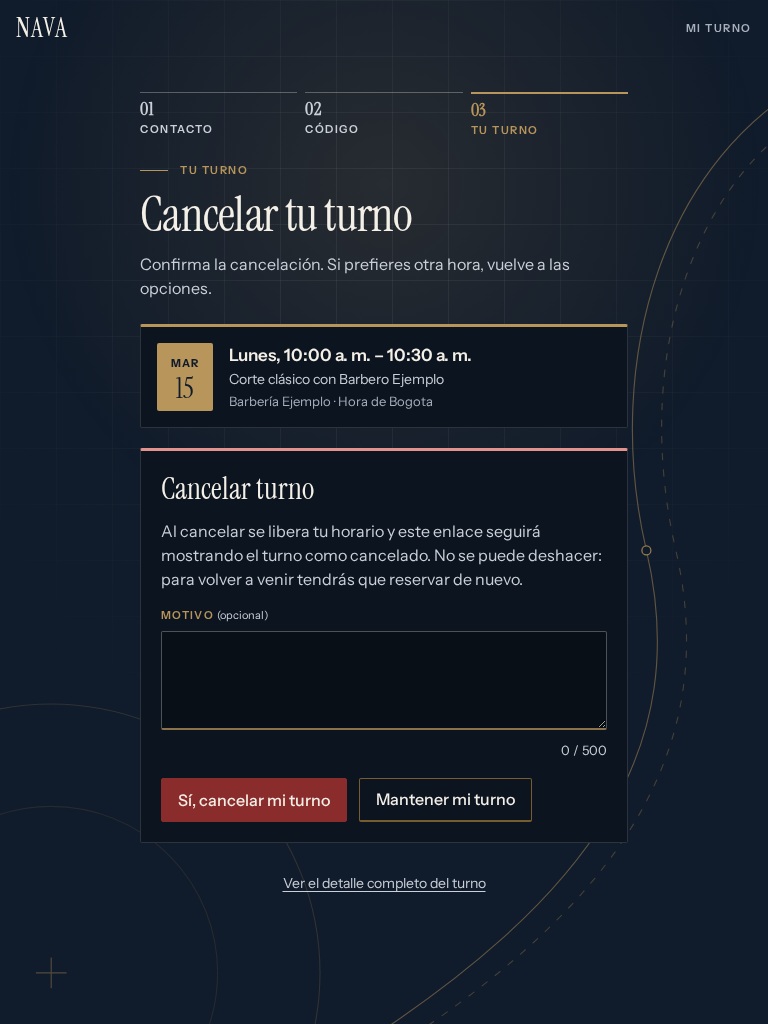 NAVA
MI TURNO
01
CONTACTO
02
CÓDIGO
03
TU TURNO
TU TURNO
Cancelar tu turno
Confirma la cancelación. Si prefieres otra hora, vuelve a las
opciones.
MAR
15
Lunes, 10:00 a. m. – 10:30 a. m.
Corte clásico con Barbero Ejemplo
Barbería Ejemplo · Hora de Bogota
Cancelar turno
Al cancelar se libera tu horario y este enlace seguirá
mostrando el turno como cancelado. No se puede deshacer:
para volver a venir tendrás que reservar de nuevo.
MOTIVO (opcional)
0 / 500
Sí, cancelar mi turno
Mantener mi turno
Ver el detalle completo del turno